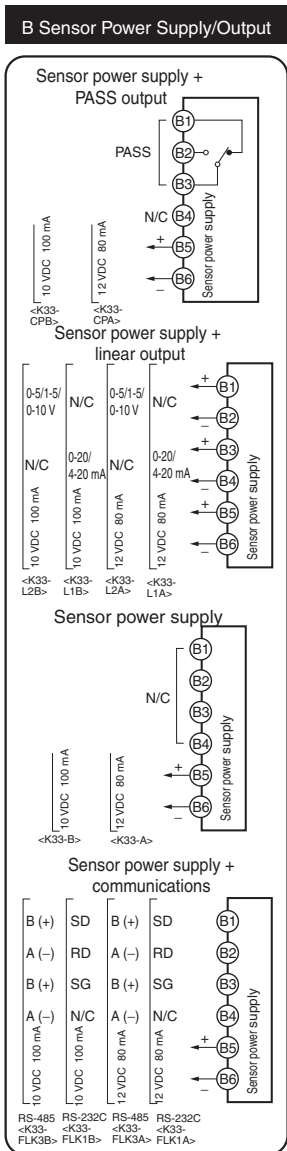 B Sensor Power Supply/Output
Sensor power supply +
PASS output
B1
PASS
B2
B3
N/C
B4
+
B5
−
B6
Sensor power supply
10 VDC 100 mA
12 VDC 80 mA
<K33-
CPB>
<K33-
CPA>
Sensor power supply +
linear output
0-5/1-5/
0-10 V
N/C
0-5/1-5/
0-10 V
N/C
+
B1
−
B2
N/C
0-20/
4-20 mA
N/C
0-20/
4-20 mA
+
B3
−
B4
10 VDC 100 mA
10 VDC 100 mA
12 VDC 80 mA
12 VDC 80 mA
+
B5
−
B6
Sensor power supply
<K33-
L2B>
<K33-
L1B>
<K33-
L2A>
<K33-
L1A>
Sensor power supply
B1
B2
N/C
B3
B4
+
B5
−
B6
Sensor power supply
10 VDC 100 mA
12 VDC 80 mA
<K33-B>
<K33-A>
Sensor power supply +
communications
B (+) SD B (+) SD
B1
A (−) RD A (−) RD
B2
B (+) SG B (+) SG
B3
A (−) N/C A (−) N/C
B4
10 VDC 100 mA
10 VDC 100 mA
12 VDC 80 mA
12 VDC 80 mA
+
B5
−
B6
Sensor power supply
RS-485
<K33-
FLK3B>
RS-232C
<K33-
FLK1B>
RS-485
<K33-
FLK3A>
RS-232C
<K33-
FLK1A>